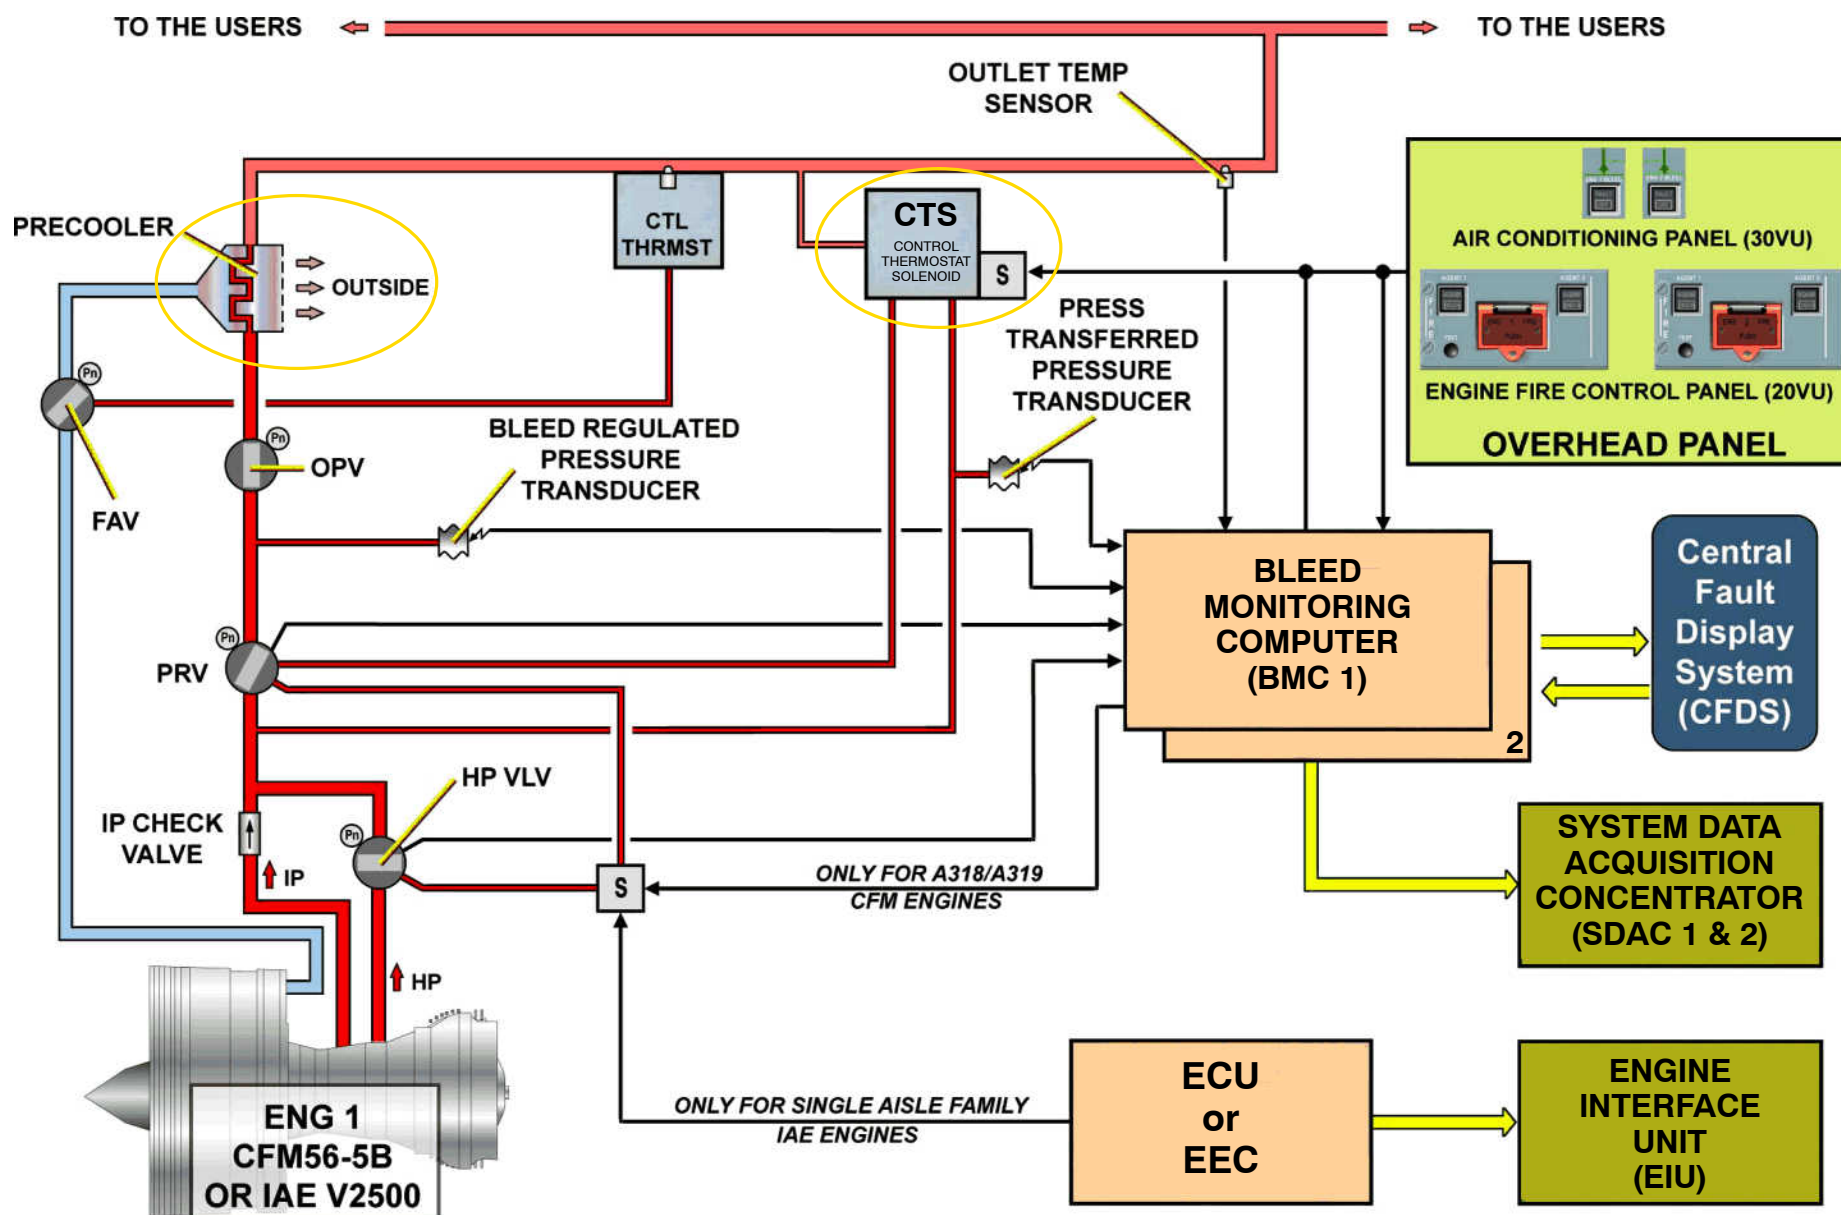 TO THE USERS
TO THE USERS
OUTLET TEMP
SENSOR
PRECOOLER
OUTSIDE
CTL
THRMST
CTS
CONTROL
THERMOSTAT
SOLENOID
S
AIR CONDITIONING PANEL (30VU)
ENGINE FIRE CONTROL PANEL (20VU)
OVERHEAD PANEL
PRESS
TRANSFERRED
PRESSURE
TRANSDUCER
Pn
FAV
Pn
OPV
BLEED REGULATED
PRESSURE
TRANSDUCER
Pn
PRV
BLEED
MONITORING
COMPUTER
(BMC 1)
2
Central
Fault
Display
System
(CFDS)
HP VLV
Pn
IP CHECK
VALVE
IP
HP
S
ONLY FOR A318/A319
CFM ENGINES
SYSTEM DATA
ACQUISITION
CONCENTRATOR
(SDAC 1 & 2)
ONLY FOR SINGLE AISLE FAMILY
IAE ENGINES
ECU
or
EEC
ENGINE
INTERFACE
UNIT
(EIU)
ENG 1
CFM56-5B
OR IAE V2500